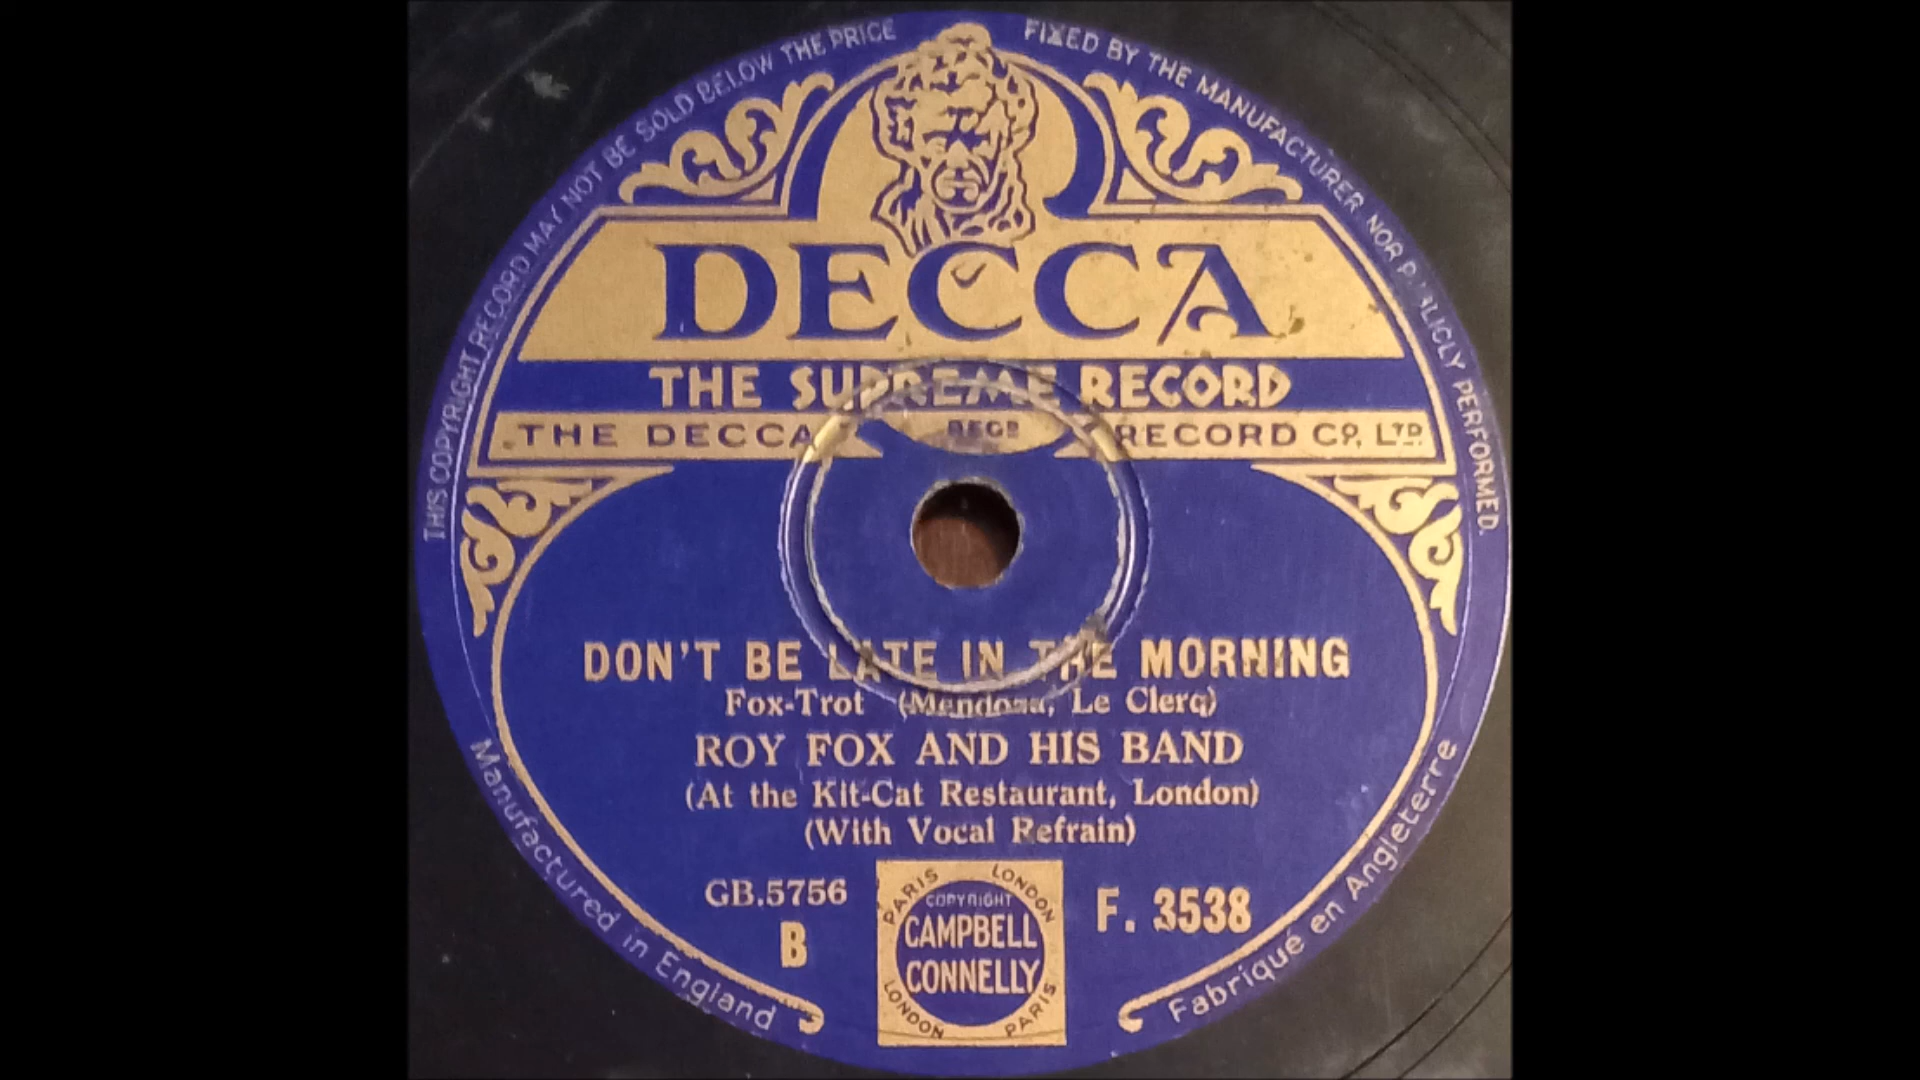 THIS COPYRIGHT RECORD MAY NOT BE SOLD BELOW THE PRICE FIXED BY THE MANUFACTURER NOR PUBLICLY PERFORMED.
DECCA
THE SUPREME RECORD
THE DECCA REGD RECORD CO. LTD.
DON'T BE LATE IN THE MORNING
Fox-Trot (Mendoza, Le Clerq)
ROY FOX AND HIS BAND
(At the Kit-Cat Restaurant, London)
(With Vocal Refrain)
GB.5756
B
PARIS LONDON
COPYRIGHT
CAMPBELL
CONNELLY
LONDON PARIS
F. 3538
Manufactured in England
Fabriqué en Angleterre